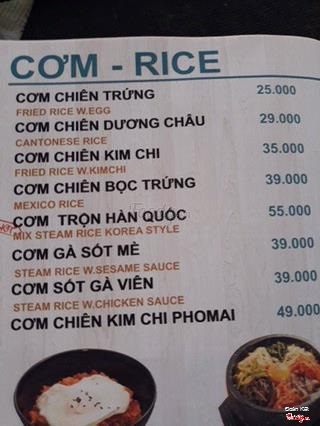 CƠM - RICE
CƠM CHIÊN TRỨNG 25.000
FRIED RICE W.EGG
CƠM CHIÊN DƯƠNG CHÂU 29.000
CANTONESE RICE
CƠM CHIÊN KIM CHI 35.000
FRIED RICE W.KIMCHI
CƠM CHIÊN BỌC TRỨNG 39.000
MEXICO RICE
CƠM TRỌN HÀN QUỐC 55.000
MIX STEAM RICE KOREA STYLE
CƠM GÀ SÓT MÈ 39.000
STEAM RICE W.SESAME SAUCE
CƠM SÓT GÀ VIÊN 39.000
STEAM RICE W.CHICKEN SAUCE
CƠM CHIÊN KIM CHI PHOMAI 49.000